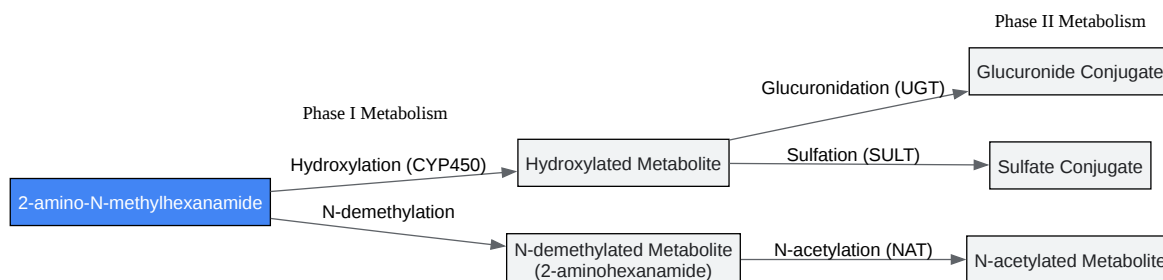 Phase II Metabolism
Glucuronide Conjugate
Glucuronidation (UGT)
Phase I Metabolism
Hydroxylation (CYP450)
Hydroxylated Metabolite
Sulfation (SULT)
Sulfate Conjugate
2-amino-N-methylhexanamide
N-demethylation
N-demethylated Metabolite
(2-aminohexanamide)
N-acetylation (NAT)
N-acetylated Metabolite